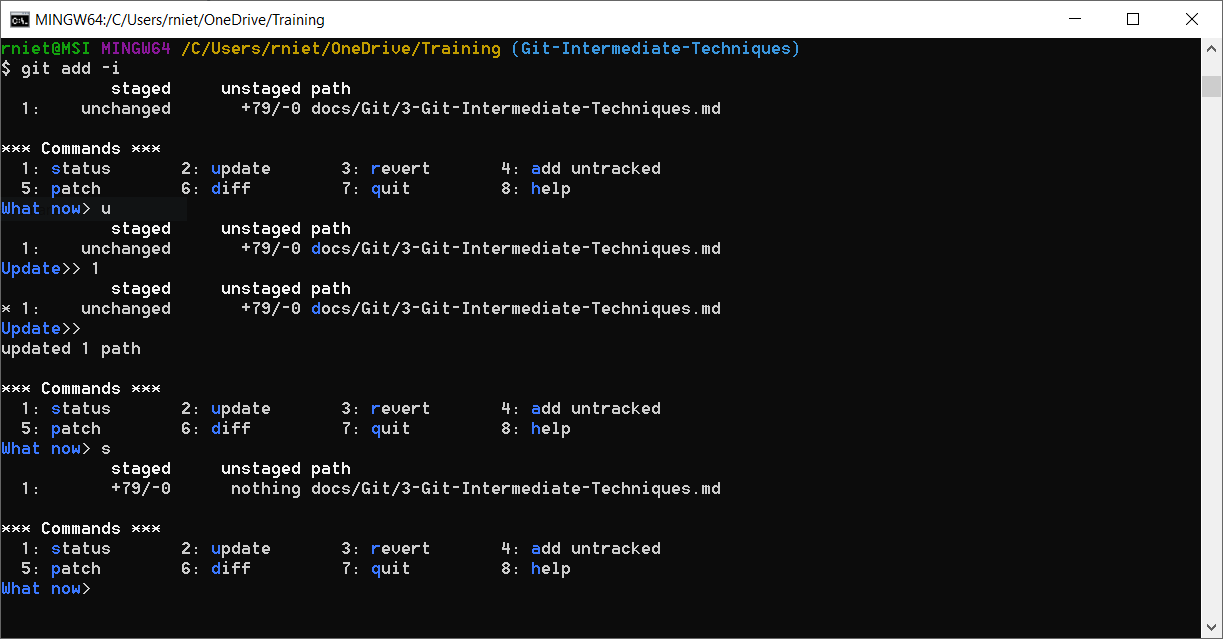 MINGW64:/C/Users/rniet/OneDrive/Training
rniet@MSI MINGW64 /C/Users/rniet/OneDrive/Training (Git-Intermediate-Techniques)
$ git add -i
           staged     unstaged path
  1:    unchanged       +79/-0 docs/Git/3-Git-Intermediate-Techniques.md

*** Commands ***
  1: status       2: update       3: revert       4: add untracked
  5: patch        6: diff         7: quit         8: help
What now> u
           staged     unstaged path
  1:    unchanged       +79/-0 docs/Git/3-Git-Intermediate-Techniques.md
Update>> 1
           staged     unstaged path
* 1:    unchanged       +79/-0 docs/Git/3-Git-Intermediate-Techniques.md
Update>>
updated 1 path

*** Commands ***
  1: status       2: update       3: revert       4: add untracked
  5: patch        6: diff         7: quit         8: help
What now> s
           staged     unstaged path
  1:       +79/-0      nothing docs/Git/3-Git-Intermediate-Techniques.md

*** Commands ***
  1: status       2: update       3: revert       4: add untracked
  5: patch        6: diff         7: quit         8: help
What now>